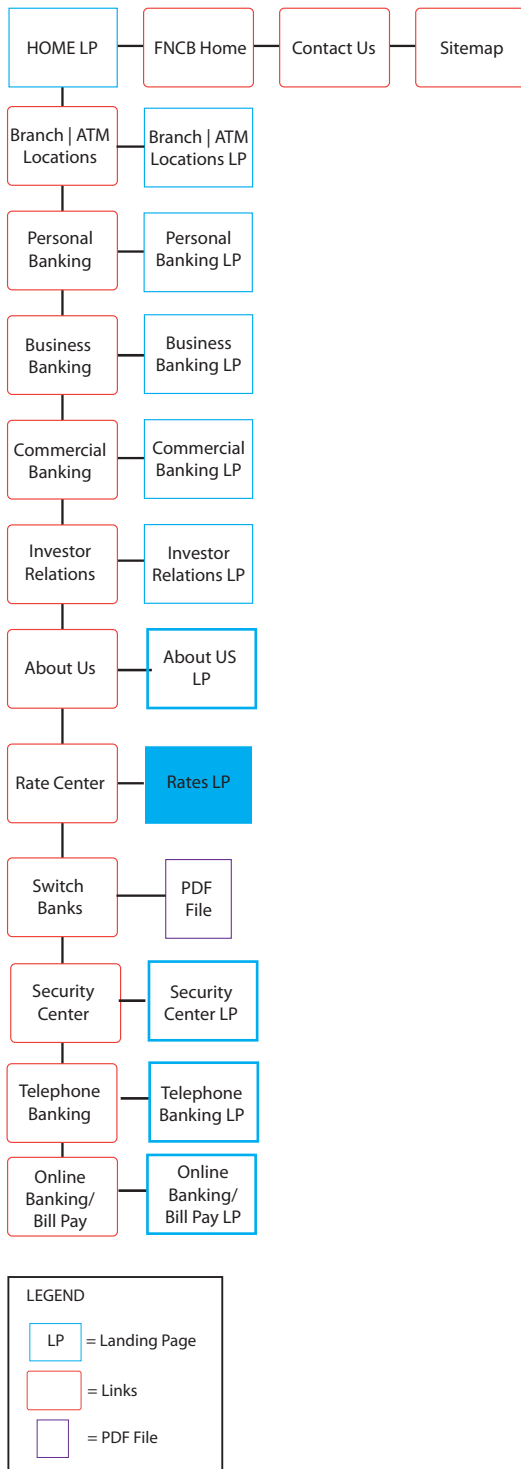 HOME LP
FNCB Home
Contact Us
Sitemap
Branch | ATM
Locations
Branch | ATM
Locations LP
Personal
Banking
Personal
Banking LP
Business
Banking
Business
Banking LP
Commercial
Banking
Commercial
Banking LP
Investor
Relations
Investor
Relations LP
About Us
About US
LP
Rate Center
Rates LP
Switch
Banks
PDF
File
Security
Center
Security
Center LP
Telephone
Banking
Telephone
Banking LP
Online
Banking/
Bill Pay
Online
Banking/
Bill Pay LP
LEGEND
LP = Landing Page
= Links
= PDF File